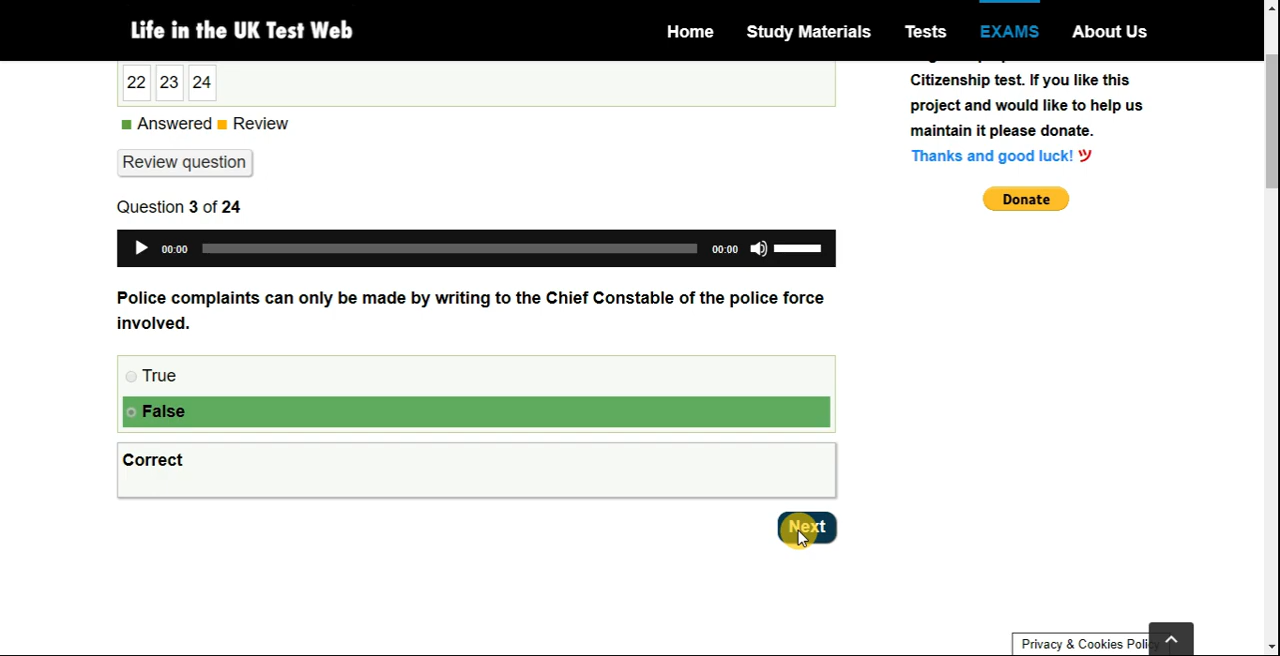 Life in the UK Test Web
Home Study Materials Tests EXAMS About Us
22 23 24
Citizenship test. If you like this
project and would like to help us
maintain it please donate.
Thanks and good luck! ツ
Donate
Answered Review
Review question
Question 3 of 24
00:00 00:00
Police complaints can only be made by writing to the Chief Constable of the police force
involved.
True
False
Correct
Next
Privacy & Cookies Policy